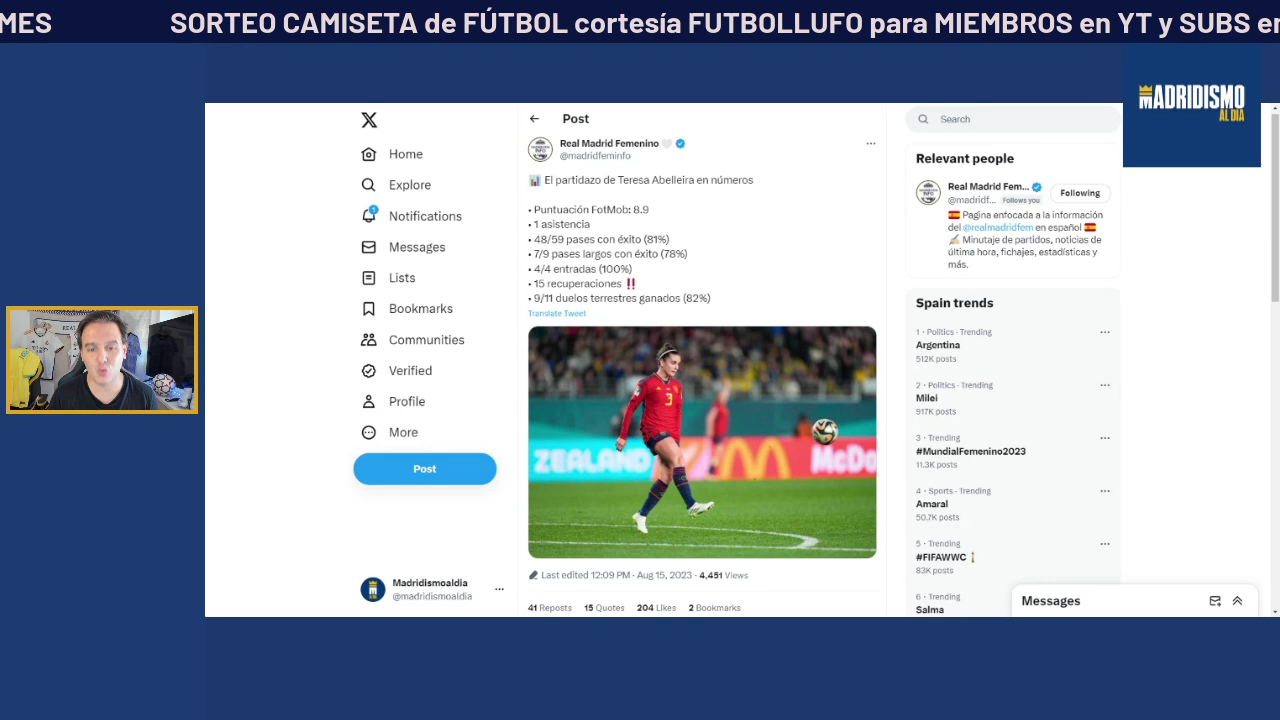 MES SORTEO CAMISETA de FÚTBOL cortesía FUTBOLLUFO para MIEMBROS en YT y SUBS en
MADRIDISMO
AL DIA
Home
Explore
1
Notifications
Messages
Lists
Bookmarks
Communities
Verified
Profile
More
Post
Madridismoaldia
@madridismoaldia
Post
Real Madrid Femenino
@madridfeminfo
El partidazo de Teresa Abelleira en números
• Puntuación FotMob: 8.9
• 1 asistencia
• 48/59 pases con éxito (81%)
• 7/9 pases largos con éxito (78%)
• 4/4 entradas (100%)
• 15 recuperaciones ‼️
• 9/11 duelos terrestres ganados (82%)
Translate Tweet
3
ZEALAND
McDo
Last edited 12:09 PM · Aug 15, 2023 · 4,451 Views
41 Reposts 15 Quotes 204 Likes 2 Bookmarks
Search
Relevant people
Real Madrid Fem...
Following
@madridf... Follows you
Pagina enfocada a la información
del @realmadridfem en español
Minutaje de partidos, noticias de
última hora, fichajes, estadísticas y
más.
Spain trends
1 · Politics · Trending
Argentina
512K posts
2 · Politics · Trending
Milei
917K posts
3 · Trending
#MundialFemenino2023
11.3K posts
4 · Sports · Trending
Amaral
50.7K posts
5 · Trending
#FIFAWWC
83K posts
6 · Trending
Salma
Messages